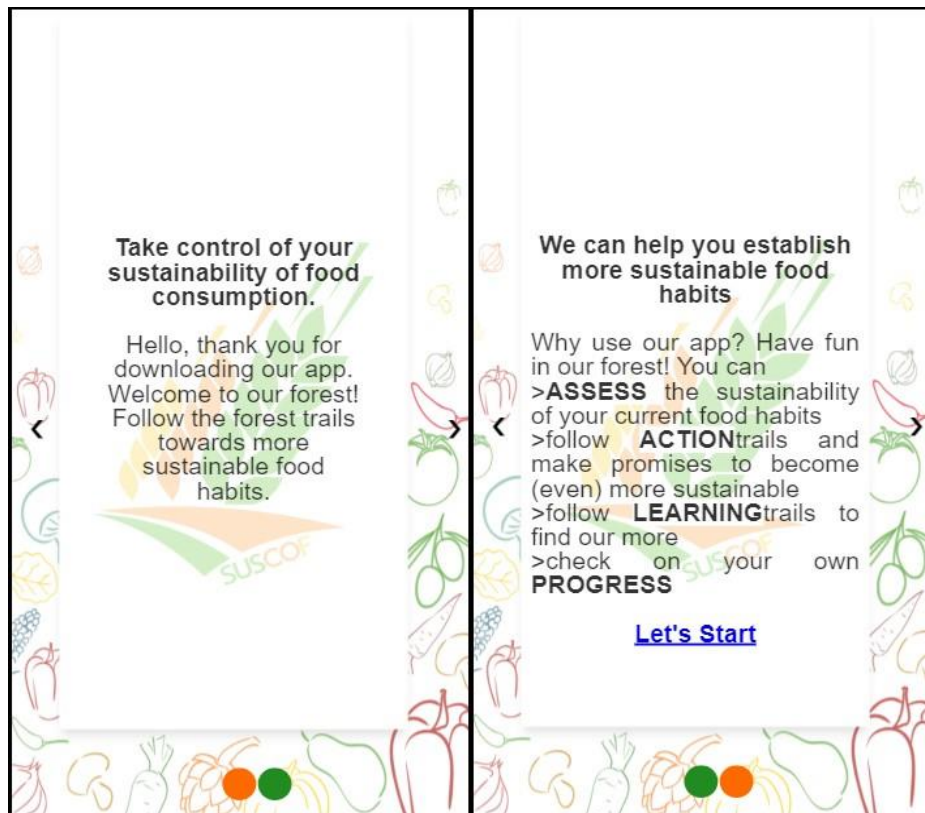 Take control of your
sustainability of food
consumption.
Hello, thank you for
downloading our app.
Welcome to our forest!
Follow the forest trails
towards more
sustainable food
habits.
SUSCOF
We can help you establish
more sustainable food
habits
Why use our app? Have fun
in our forest! You can
>ASSESS the sustainability
of your current food habits
>follow ACTIONtrails and
make promises to become
(even) more sustainable
>follow LEARNINGtrails to
find our more
>check on your own
PROGRESS
SUSCOF
Let's Start